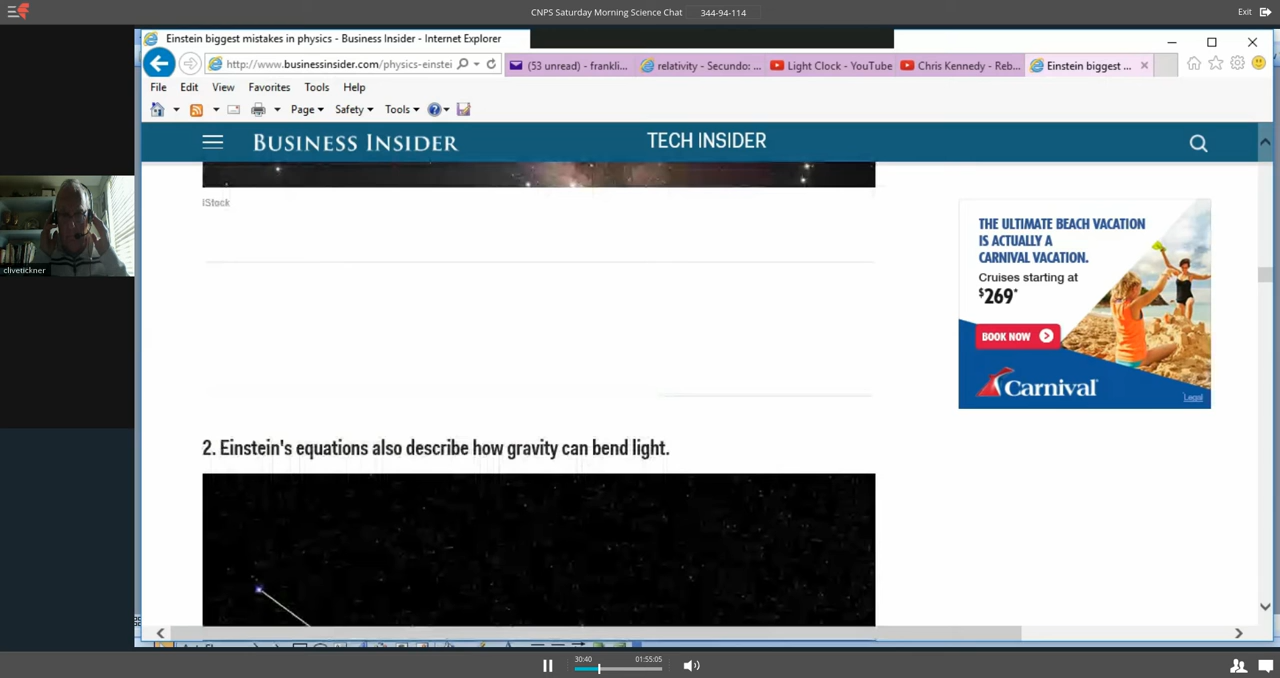 CNPS Saturday Morning Science Chat 344-94-114
Exit
Einstein biggest mistakes in physics - Business Insider - Internet Explorer
http://www.businessinsider.com/physics-einstei
(53 unread) - frankli...
relativity - Secundo: ...
Light Clock - YouTube
Chris Kennedy - Reb...
Einstein biggest ...
File Edit View Favorites Tools Help
Page Safety Tools
BUSINESS INSIDER
TECH INSIDER
iStock
THE ULTIMATE BEACH VACATION
IS ACTUALLY A
CARNIVAL VACATION.
Cruises starting at
$269*
BOOK NOW
Carnival
Legal
clivetickner
2. Einstein's equations also describe how gravity can bend light.
30:40 01:55:05